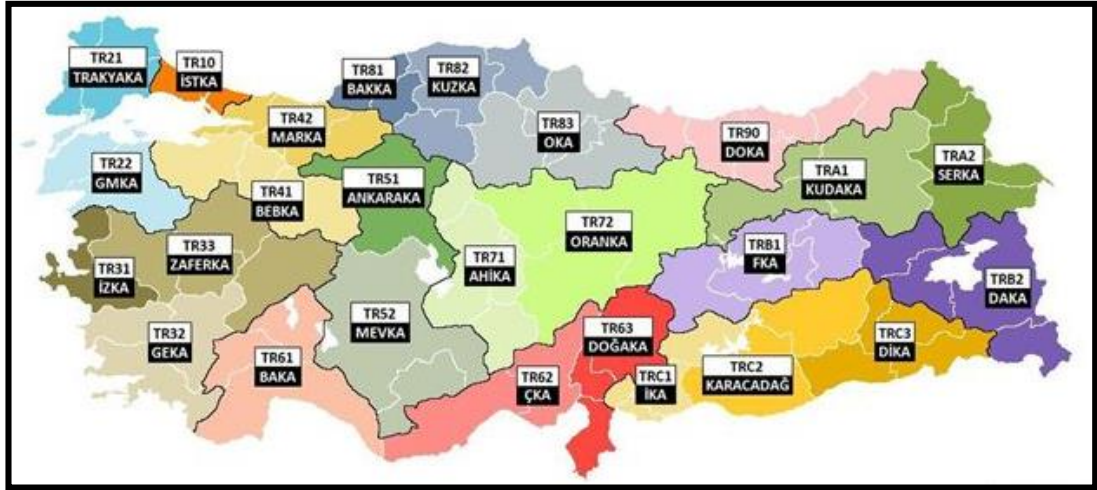 TR21
TRAKYAKA
TR10
İSTKA
TR81
BAKKA
TR82
KUZKA
TR42
MARKA
TR83
OKA
TR90
DOKA
TRA1
KUDAKA
TRA2
SERKA
TR22
GMKA
TR41
BEBKA
TR51
ANKARAKA
TR72
ORANKA
TR33
ZAFERKA
TR71
AHİKA
TRB1
FKA
TR31
İZKA
TRB2
DAKA
TR52
MEVKA
TR32
GEKA
TR61
BAKA
TR62
ÇKA
TR63
DOĞAKA
TRC1
İKA
TRC2
KARACADAĞ
TRC3
DİKA